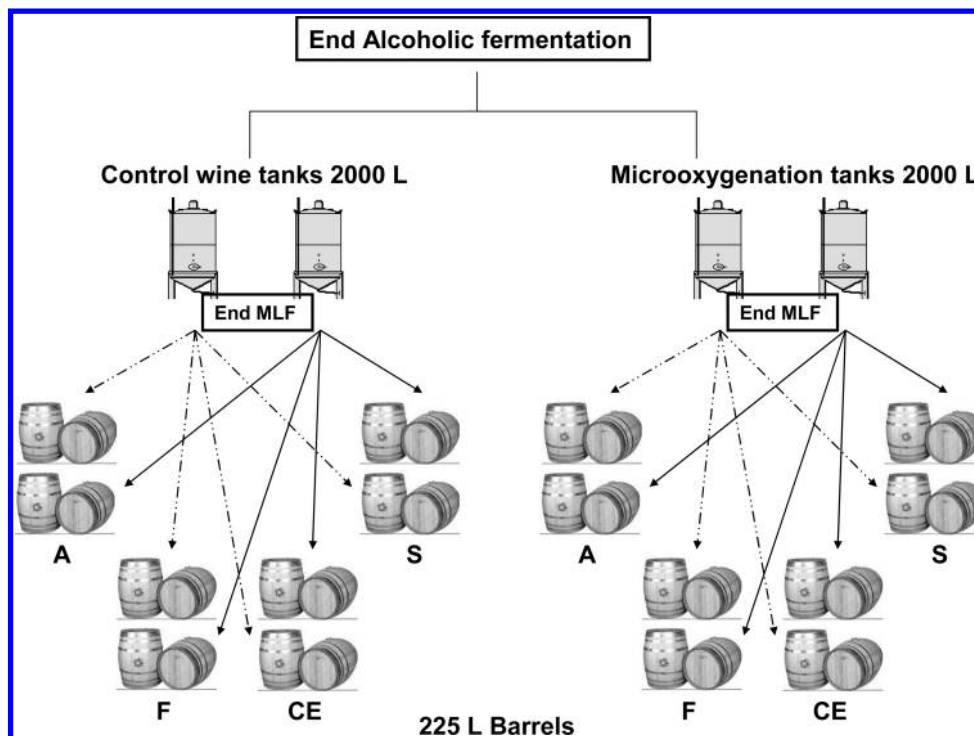 End Alcoholic fermentation
Control wine tanks 2000 L
Microoxygenation tanks 2000 L
End MLF
End MLF
A
S
A
S
F
CE
F
CE
225 L Barrels